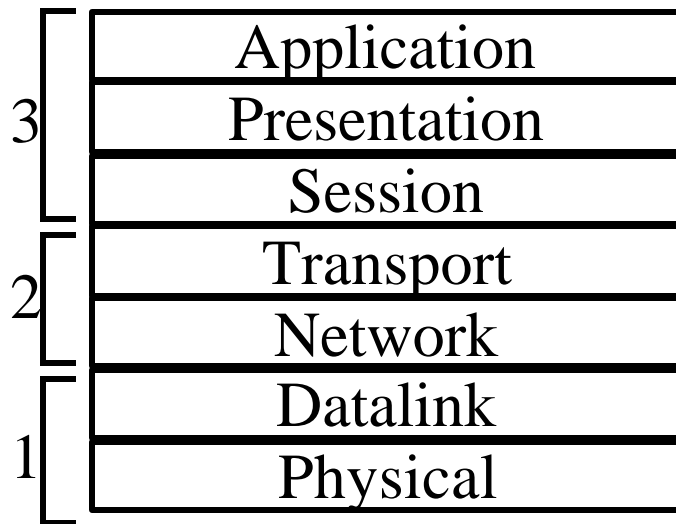 3
Application
Presentation
Session
2
Transport
Network
1
Datalink
Physical